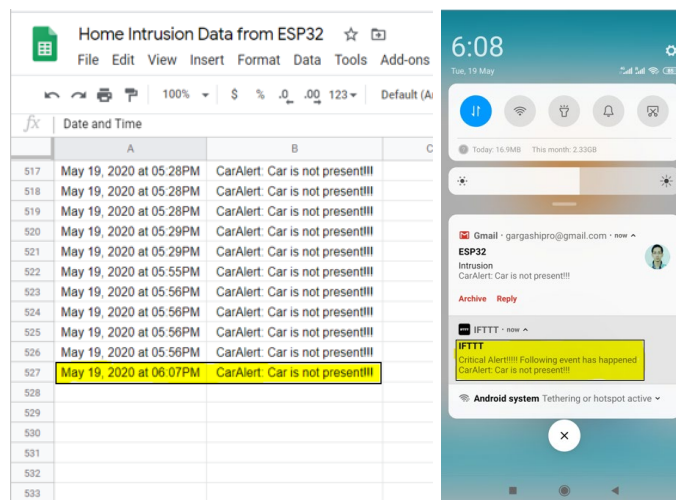 Home Intrusion Data from ESP32
File Edit View Insert Format Data Tools Add-ons
100% $ % .0 .00 123 Default (A
fx Date and Time
A B C
517 May 19, 2020 at 05:28PM CarAlert: Car is not present!!!
518 May 19, 2020 at 05:28PM CarAlert: Car is not present!!!
519 May 19, 2020 at 05:28PM CarAlert: Car is not present!!!
520 May 19, 2020 at 05:29PM CarAlert: Car is not present!!!
521 May 19, 2020 at 05:29PM CarAlert: Car is not present!!!
522 May 19, 2020 at 05:55PM CarAlert: Car is not present!!!
523 May 19, 2020 at 05:56PM CarAlert: Car is not present!!!
524 May 19, 2020 at 05:56PM CarAlert: Car is not present!!!
525 May 19, 2020 at 05:56PM CarAlert: Car is not present!!!
526 May 19, 2020 at 05:56PM CarAlert: Car is not present!!!
527 May 19, 2020 at 06:07PM CarAlert: Car is not present!!!
528
529
530
531
532
533
6:08
Tue, 19 May
Today: 16.9MB This month: 2.33GB
Gmail · gargashipro@gmail.com · now
ESP32
Intrusion
CarAlert: Car is not present!!!
Archive Reply
IFTTT · now
IFTTT
Critical Alert!!!!! Following event has happened
CarAlert: Car is not present!!!
Android system Tethering or hotspot active